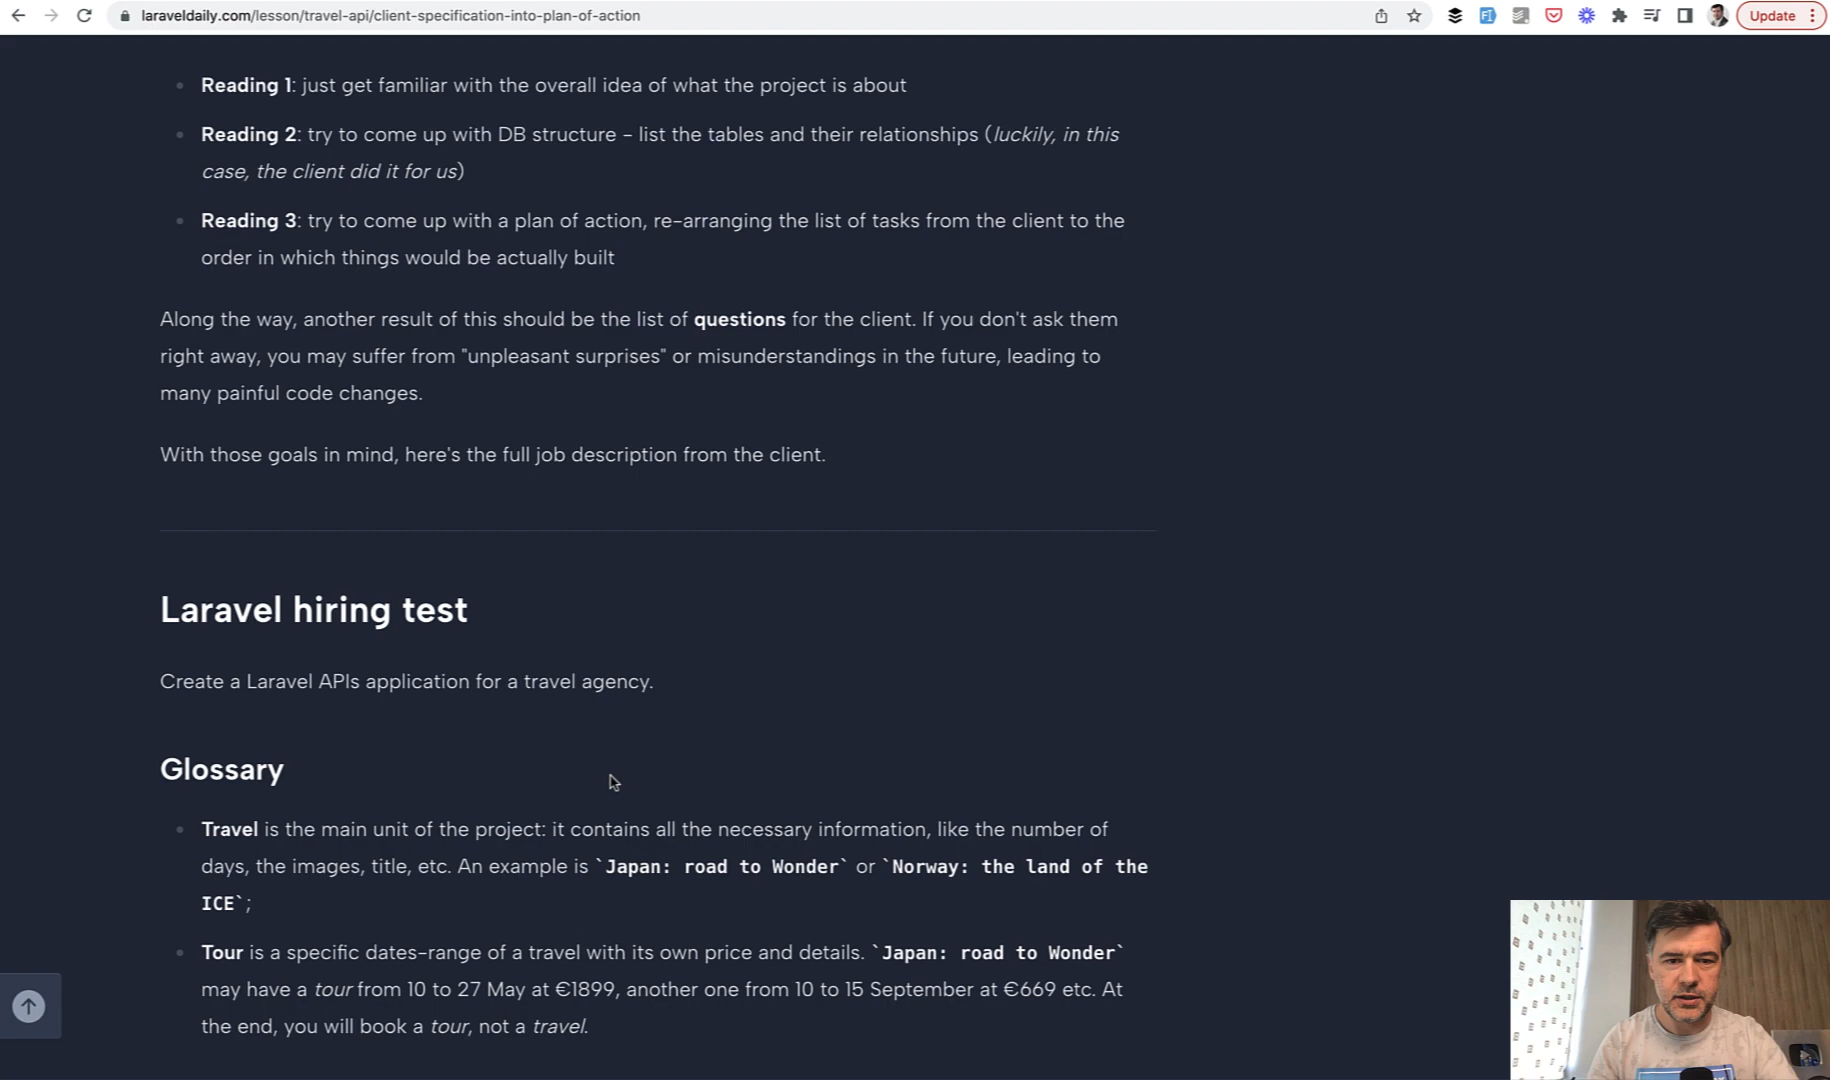 laraveldaily.com/lesson/travel-api/client-specification-into-plan-of-action
Update
Reading 1: just get familiar with the overall idea of what the project is about
Reading 2: try to come up with DB structure - list the tables and their relationships (luckily, in this
case, the client did it for us)
Reading 3: try to come up with a plan of action, re-arranging the list of tasks from the client to the
order in which things would be actually built
Along the way, another result of this should be the list of questions for the client. If you don't ask them
right away, you may suffer from "unpleasant surprises" or misunderstandings in the future, leading to
many painful code changes.
With those goals in mind, here's the full job description from the client.
Laravel hiring test
Create a Laravel APIs application for a travel agency.
Glossary
Travel is the main unit of the project: it contains all the necessary information, like the number of
days, the images, title, etc. An example is `Japan: road to Wonder` or `Norway: the land of the
ICE`;
Tour is a specific dates-range of a travel with its own price and details. `Japan: road to Wonder`
may have a tour from 10 to 27 May at €1899, another one from 10 to 15 September at €669 etc. At
the end, you will book a tour, not a travel.